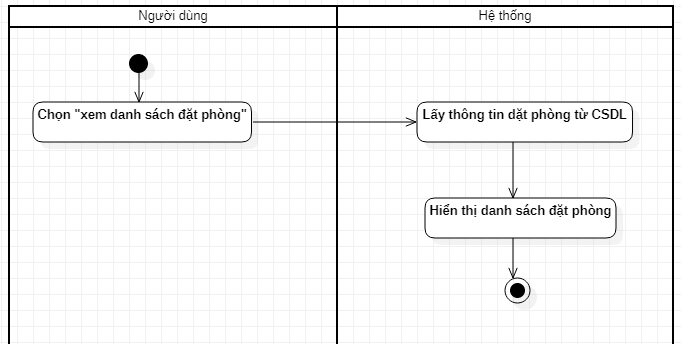 Người dùng
Hệ thống
Chọn "xem danh sách đặt phòng"
Lấy thông tin dặt phòng từ CSDL
Hiển thị danh sách đặt phòng